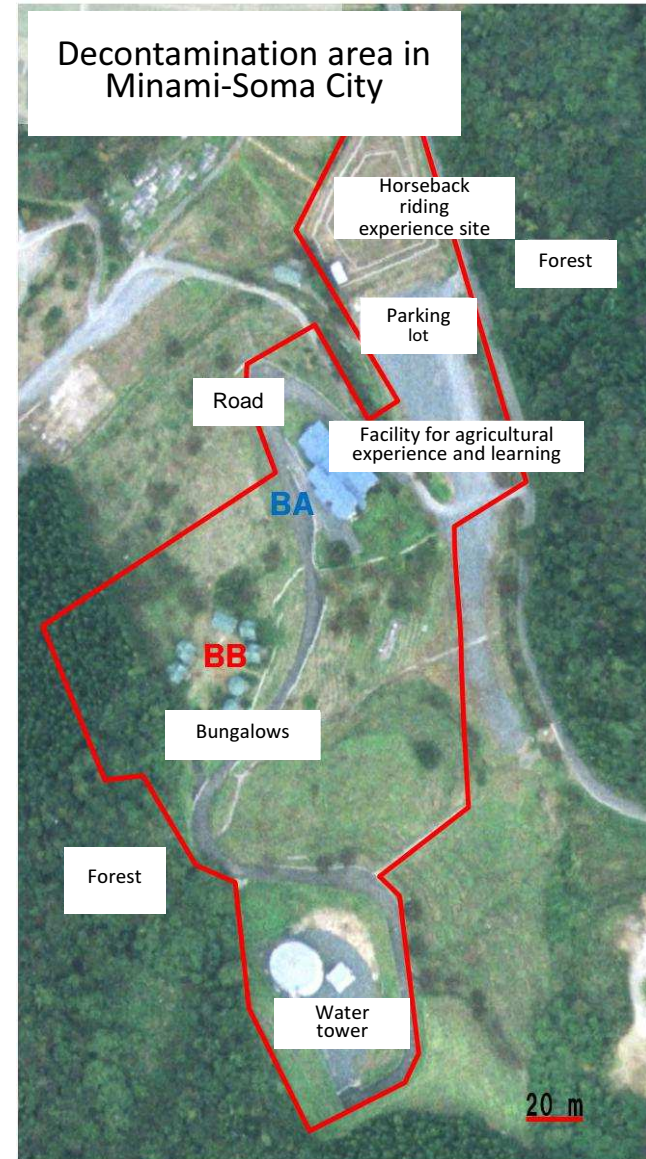 Decontamination area in
Minami-Soma City
Horseback
riding
experience site
Forest
Parking
lot
Road
Facility for agricultural
experience and learning
BA
BB
Bungalows
Forest
Water
tower
20 m